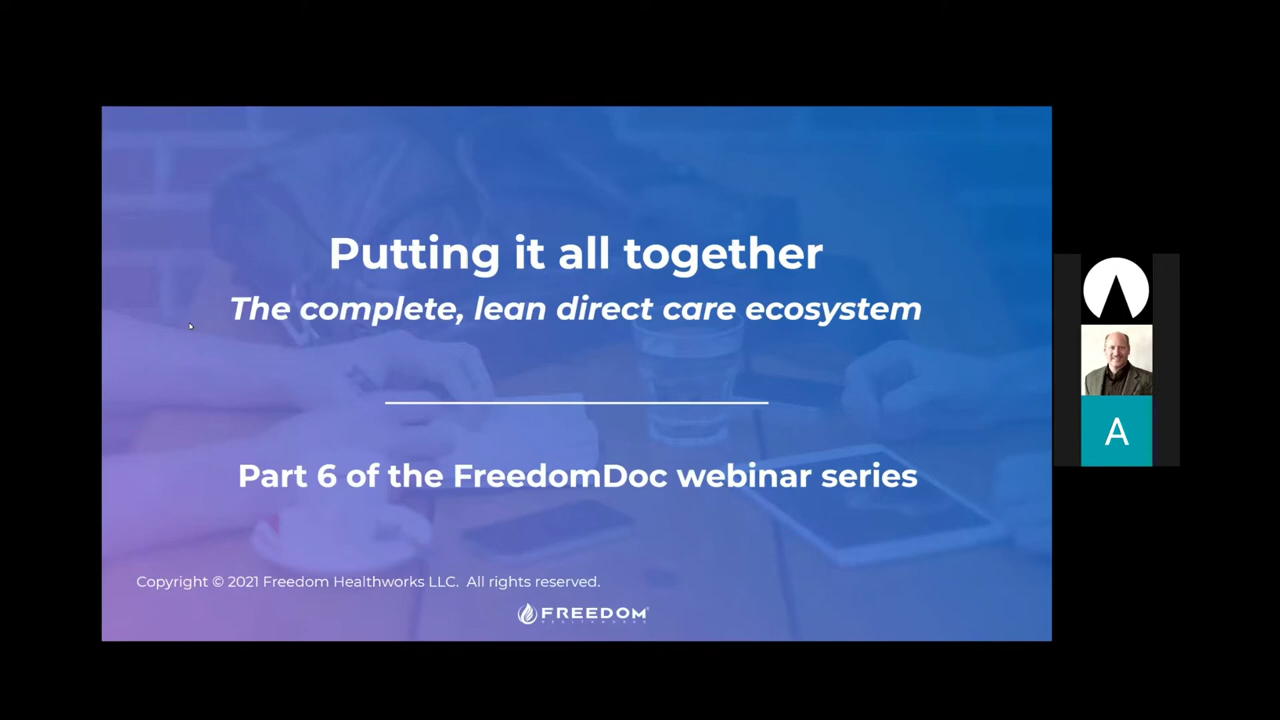 Putting it all together
The complete, lean direct care ecosystem
Part 6 of the FreedomDoc webinar series
Copyright © 2021 Freedom Healthworks LLC. All rights reserved.
FREEDOM
HEALTHWORKS
A